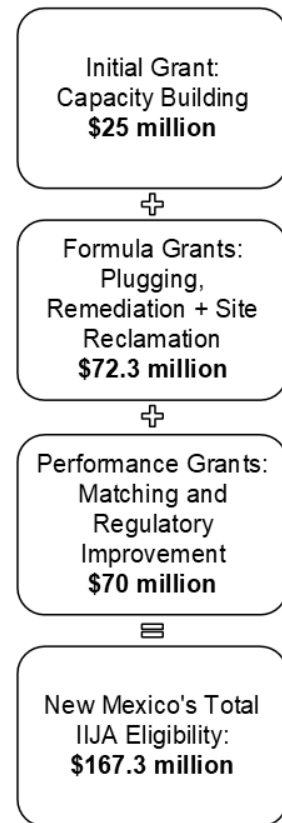 Initial Grant:
Capacity Building
$25 million
+
Formula Grants:
Plugging,
Remediation + Site
Reclamation
$72.3 million
+
Performance Grants:
Matching and
Regulatory
Improvement
$70 million
=
New Mexico's Total
IIJA Eligibility:
$167.3 million